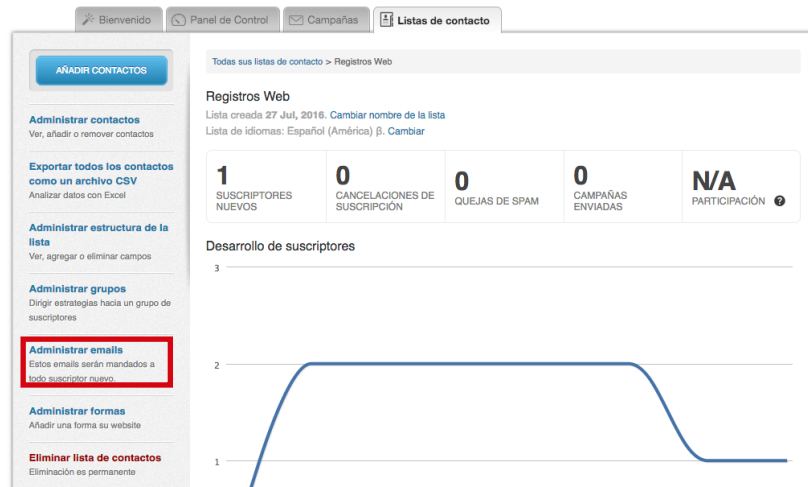 Bienvenido
Panel de Control
Campañas
Listas de contacto
AÑADIR CONTACTOS
Administrar contactos
Ver, añadir o remover contactos
Exportar todos los contactos
como un archivo CSV
Analizar datos con Excel
Administrar estructura de la
lista
Ver, agregar o eliminar campos
Administrar grupos
Dirigir estrategias hacia un grupo de
suscriptores
Administrar emails
Estos emails serán mandados a
todo suscriptor nuevo.
Administrar formas
Añadir una forma su website
Eliminar lista de contactos
Eliminación es permanente
Todas sus listas de contacto > Registros Web
Registros Web
Lista creada 27 Jul, 2016. Cambiar nombre de la lista
Lista de idiomas: Español (América) β. Cambiar
1
SUSCRIPTORES
NUEVOS
0
CANCELACIONES DE
SUSCRIPCIÓN
0
QUEJAS DE SPAM
0
CAMPAÑAS
ENVIADAS
N/A
PARTICIPACIÓN ?
Desarrollo de suscriptores
3
2
1